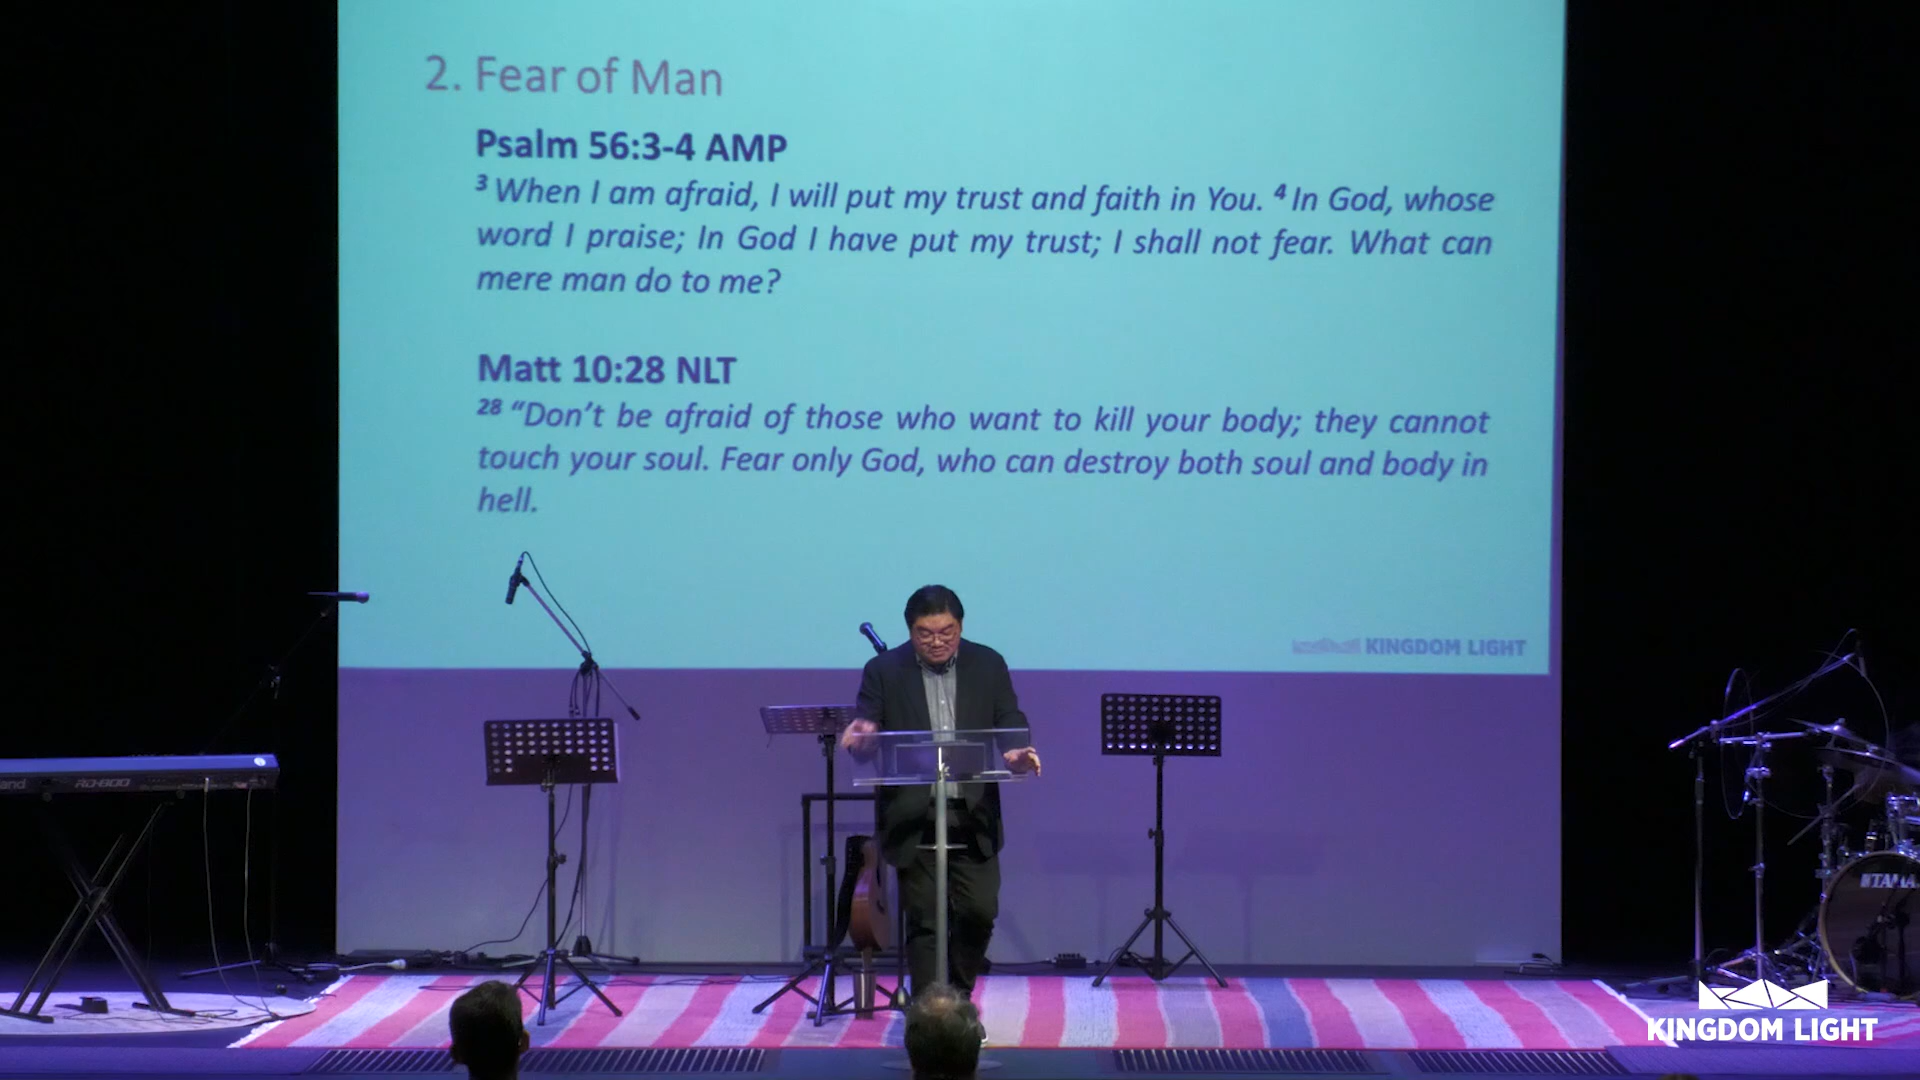 2. Fear of Man
Psalm 56:3-4 AMP
3 When I am afraid, I will put my trust and faith in You. 4 In God, whose
word I praise; In God I have put my trust; I shall not fear. What can
mere man do to me?
Matt 10:28 NLT
28 “Don’t be afraid of those who want to kill your body; they cannot
touch your soul. Fear only God, who can destroy both soul and body in
hell.
KINGDOM LIGHT
RD-800
TAMA
KINGDOM LIGHT